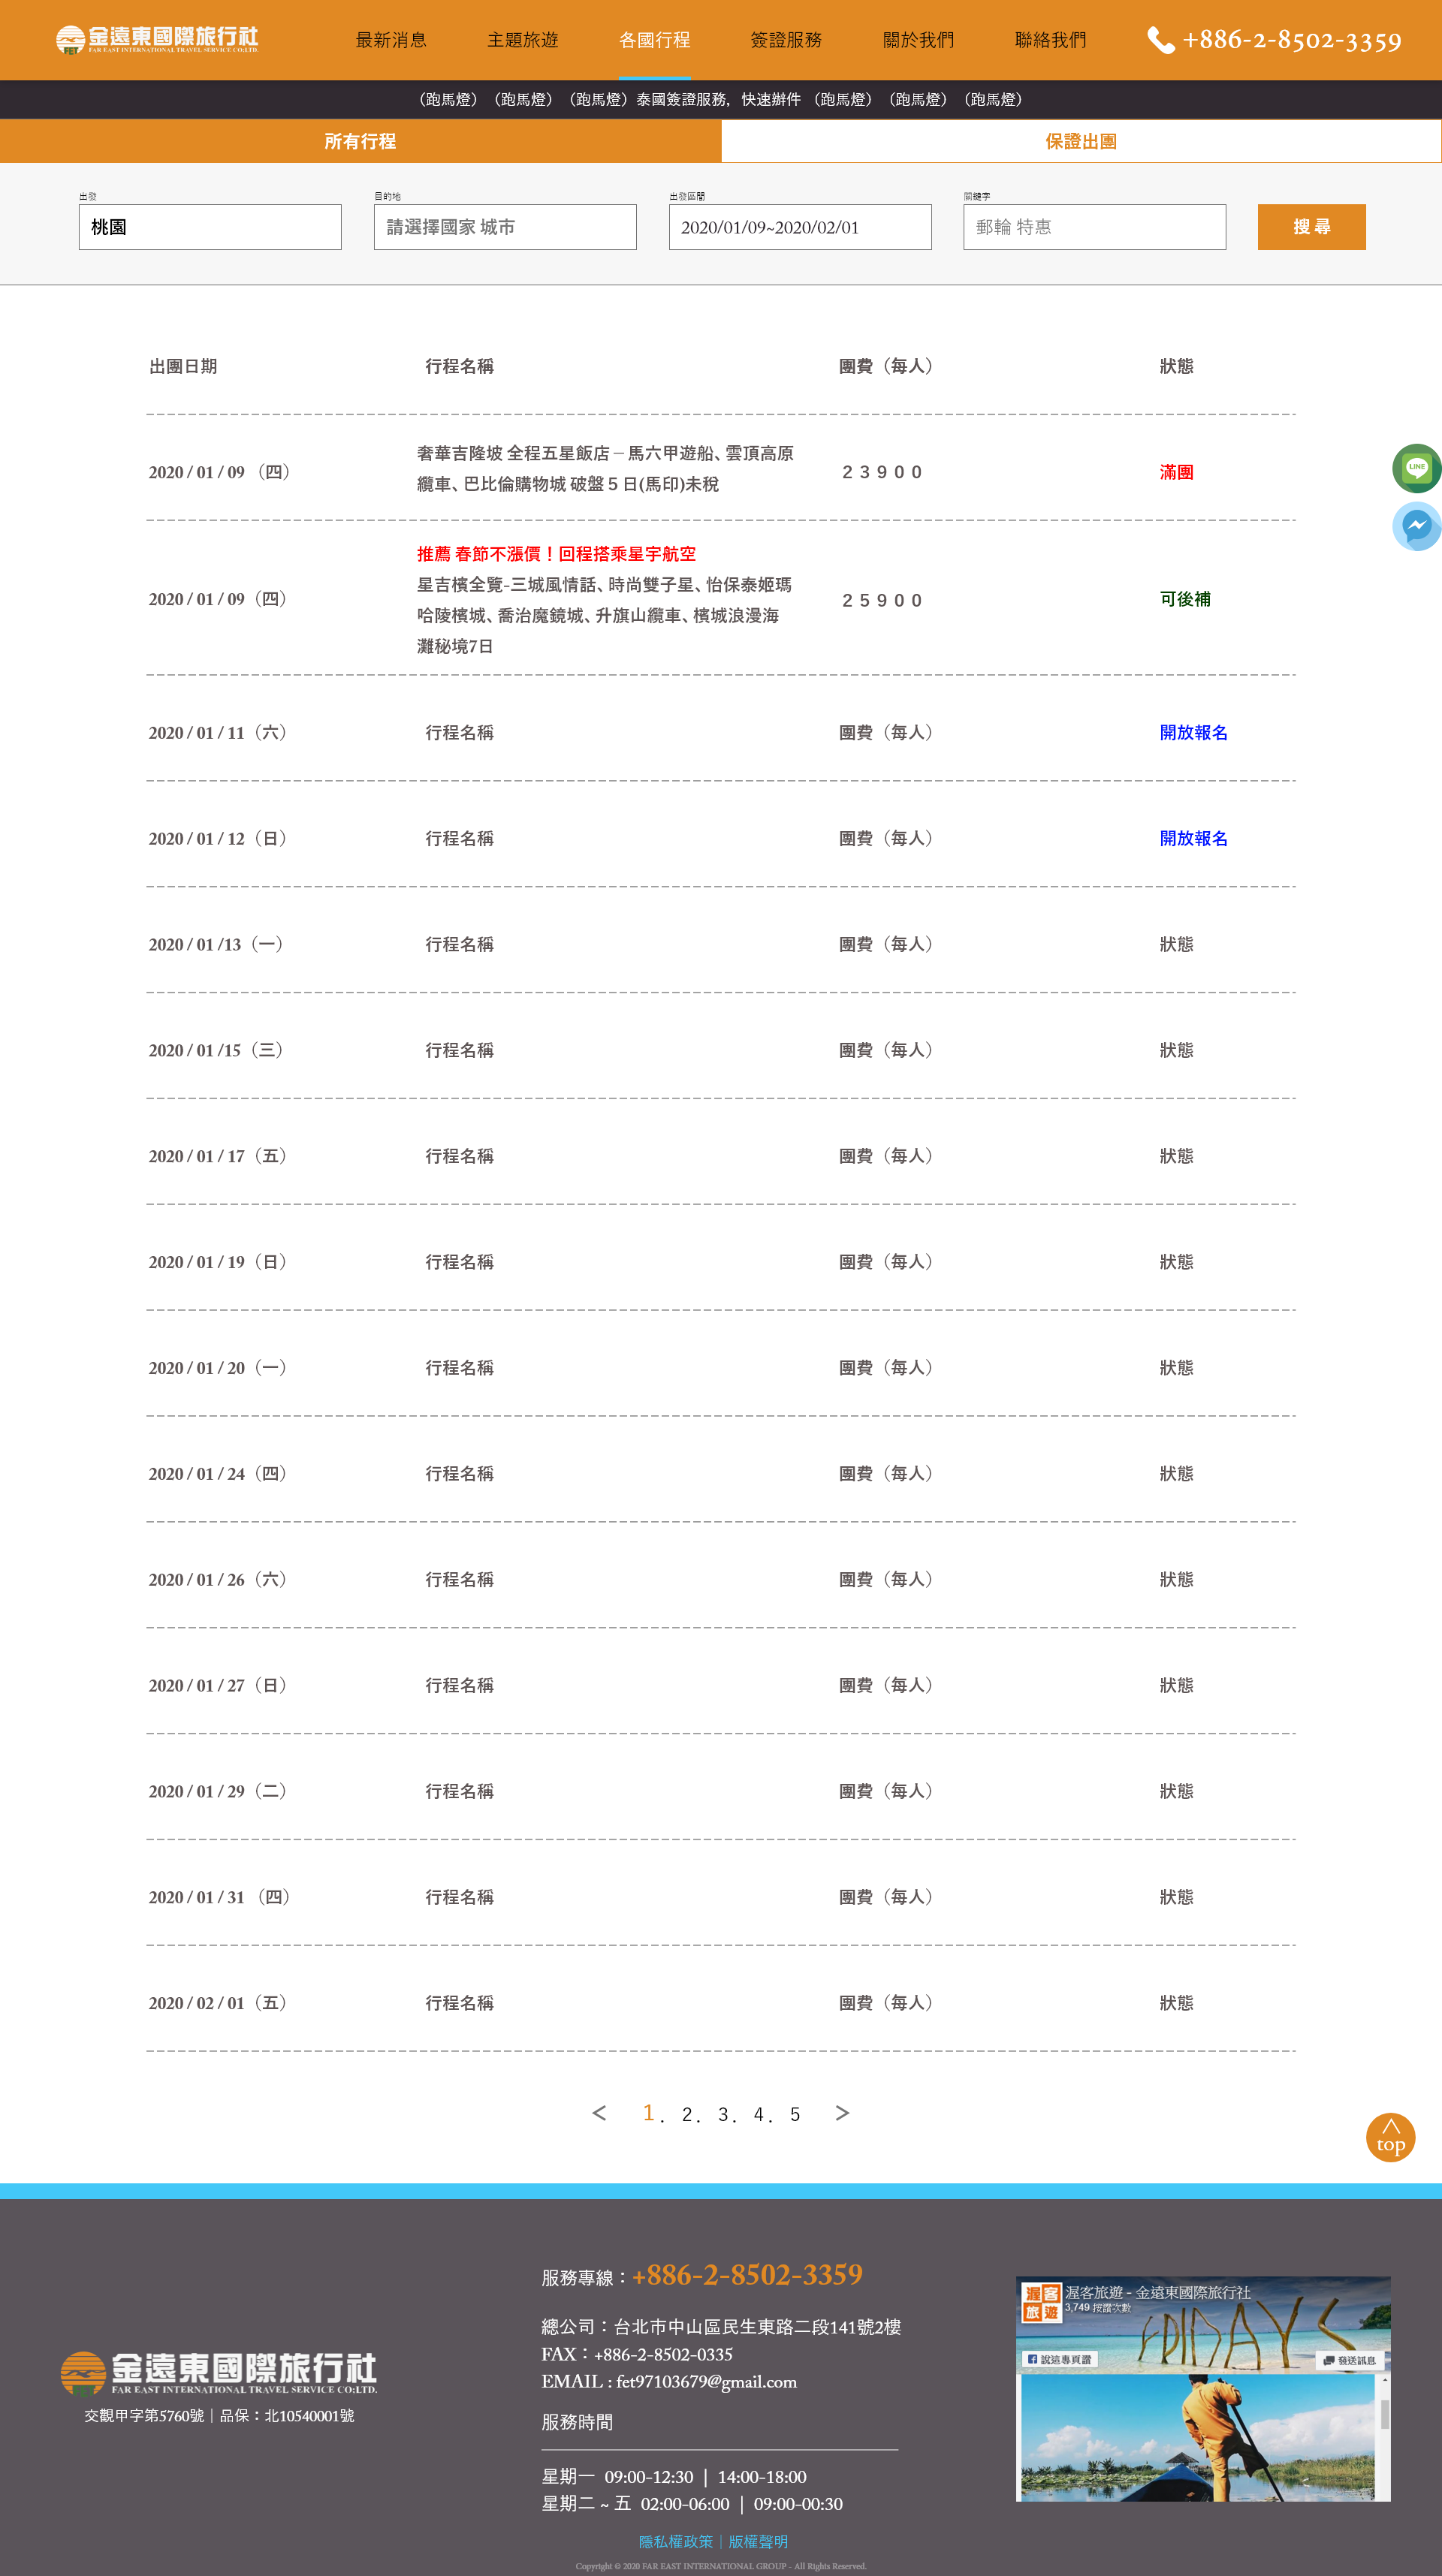 金遠東國際旅行社
FAR EAST INTERNATIONAL TRAVEL SERVICE CO;LTD.
最新消息 主題旅遊 各國行程 簽證服務 關於我們 聯絡我們
+886-2-8502-3359
（跑馬燈）（跑馬燈）（跑馬燈）泰國簽證服務，快速辦件 （跑馬燈）（跑馬燈）（跑馬燈）
所有行程 保證出團
出發 目的地 出發區間 關鍵字
桃園 請選擇國家 城市 2020/01/09~2020/02/01 郵輪 特惠 搜 尋
出團日期 行程名稱 團費（每人） 狀態
奢華吉隆坡 全程五星飯店－馬六甲遊船、雲頂高原
2020 / 01 / 09 （四） ２３９００ 滿團
纜車、巴比倫購物城 破盤５日(馬印)未稅
LINE
推薦 春節不漲價！回程搭乘星宇航空
星吉檳全覽-三城風情話、時尚雙子星、怡保泰姬瑪
2020 / 01 / 09（四） ２５９００ 可後補
哈陵檳城、喬治魔鏡城、升旗山纜車、檳城浪漫海
灘秘境7日
2020 / 01 / 11（六） 行程名稱 團費（每人） 開放報名
2020 / 01 / 12（日） 行程名稱 團費（每人） 開放報名
2020 / 01 /13（一） 行程名稱 團費（每人） 狀態
2020 / 01 /15（三） 行程名稱 團費（每人） 狀態
2020 / 01 / 17（五） 行程名稱 團費（每人） 狀態
2020 / 01 / 19（日） 行程名稱 團費（每人） 狀態
2020 / 01 / 20（一） 行程名稱 團費（每人） 狀態
2020 / 01 / 24（四） 行程名稱 團費（每人） 狀態
2020 / 01 / 26（六） 行程名稱 團費（每人） 狀態
2020 / 01 / 27（日） 行程名稱 團費（每人） 狀態
2020 / 01 / 29（二） 行程名稱 團費（每人） 狀態
2020 / 01 / 31 （四） 行程名稱 團費（每人） 狀態
2020 / 02 / 01（五） 行程名稱 團費（每人） 狀態
< 1 . 2 . 3 . 4 . 5 >
top
金遠東國際旅行社
FAR EAST INTERNATIONAL TRAVEL SERVICE CO;LTD.
交觀甲字第5760號｜品保：北10540001號
服務專線：+886-2-8502-3359
總公司：台北市中山區民生東路二段141號2樓
FAX：+886-2-8502-0335
EMAIL : fet97103679@gmail.com
服務時間
星期一 09:00-12:30 | 14:00-18:00
星期二 ~ 五 02:00-06:00 | 09:00-00:30
隱私權政策｜版權聲明
Copyright © 2020 FAR EAST INTERNATIONAL GROUP - All Rights Reserved.
渥客旅遊
渥客旅遊 - 金遠東國際旅行社
3,749 按讚次數
FRIDAYS
說這專頁讚 發送訊息